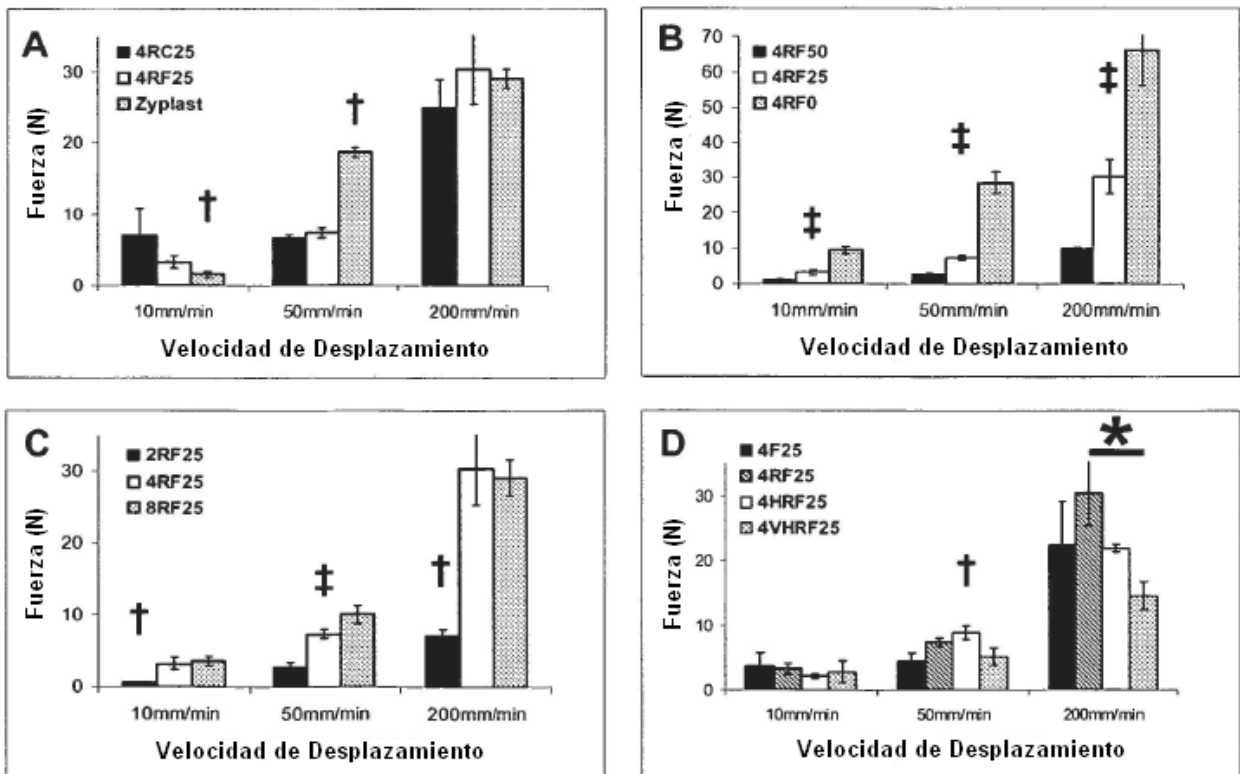 A
4RC25
4RF25
Zyplast
†
†
Fuerza (N)
30
20
10
0
10mm/min
50mm/min
200mm/min
Velocidad de Desplazamiento
B
4RF50
4RF25
4RF0
‡
‡
‡
Fuerza (N)
70
60
50
40
30
20
10
0
10mm/min
50mm/min
200mm/min
Velocidad de Desplazamiento
C
2RF25
4RF25
8RF25
†
‡
†
Fuerza (N)
30
20
10
0
10mm/min
50mm/min
200mm/min
Velocidad de Desplazamiento
D
4F25
4RF25
4HRF25
4VHRF25
†
*
Fuerza (N)
30
20
10
0
10mm/min
50mm/min
200mm/min
Velocidad de Desplazamiento